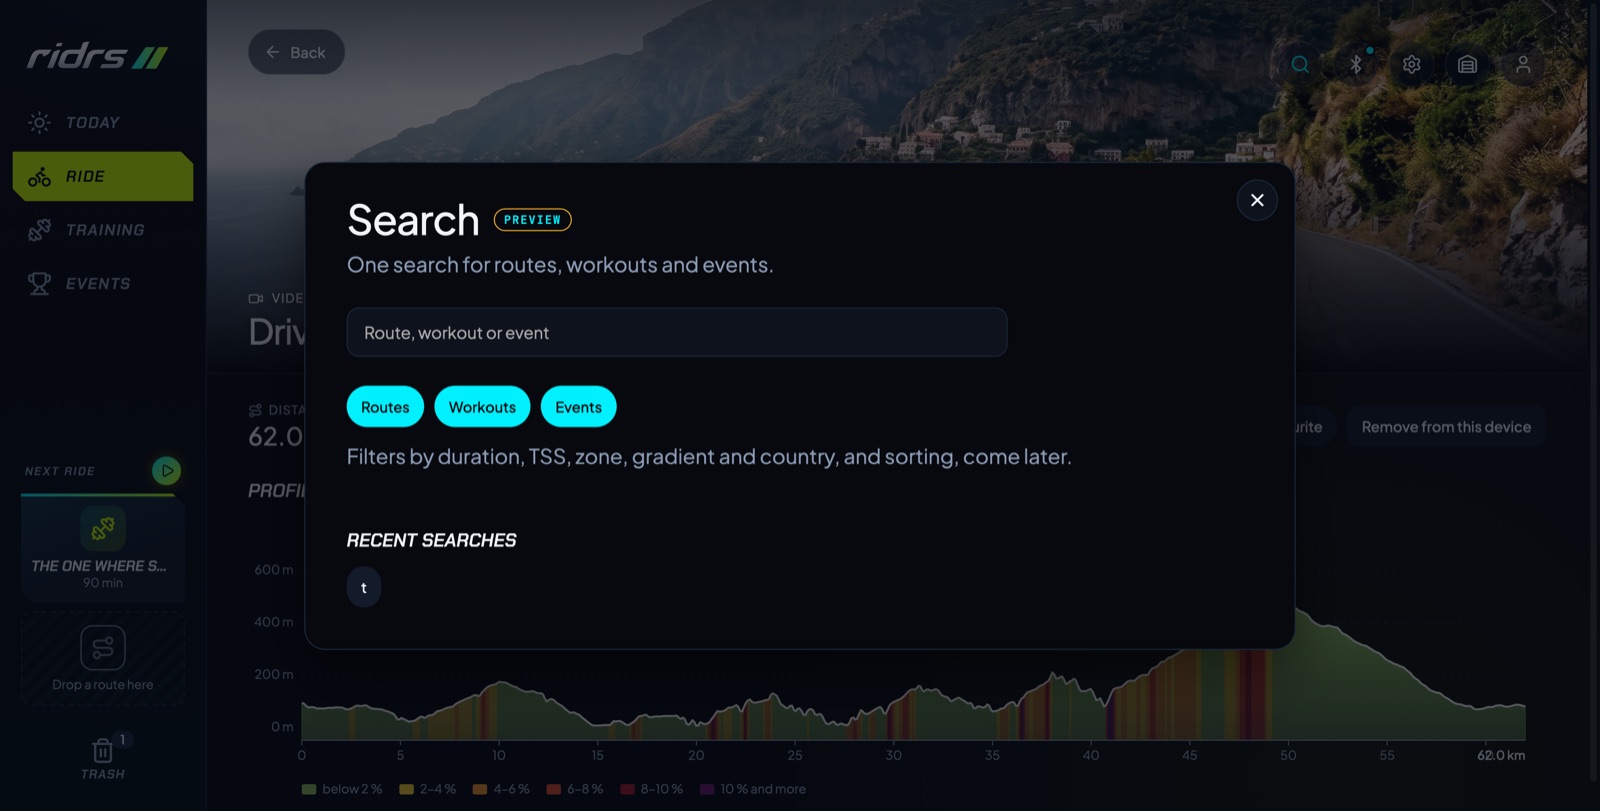 ridrs
Back
TODAY
RIDE
TRAINING
EVENTS
Search PREVIEW
One search for routes, workouts and events.
Route, workout or event
Routes Workouts Events
Filters by duration, TSS, zone, gradient and country, and sorting, come later.
RECENT SEARCHES
t
62.0
Remove from this device
NEXT RIDE
THE ONE WHERE S...
90 min
Drop a route here
1
TRASH
600 m
400 m
200 m
0 m
0 5 10 15 20 25 30 35 40 45 50 55 62.0 km
below 2 % 2–4 % 4–6 % 6–8 % 8–10 % 10 % and more